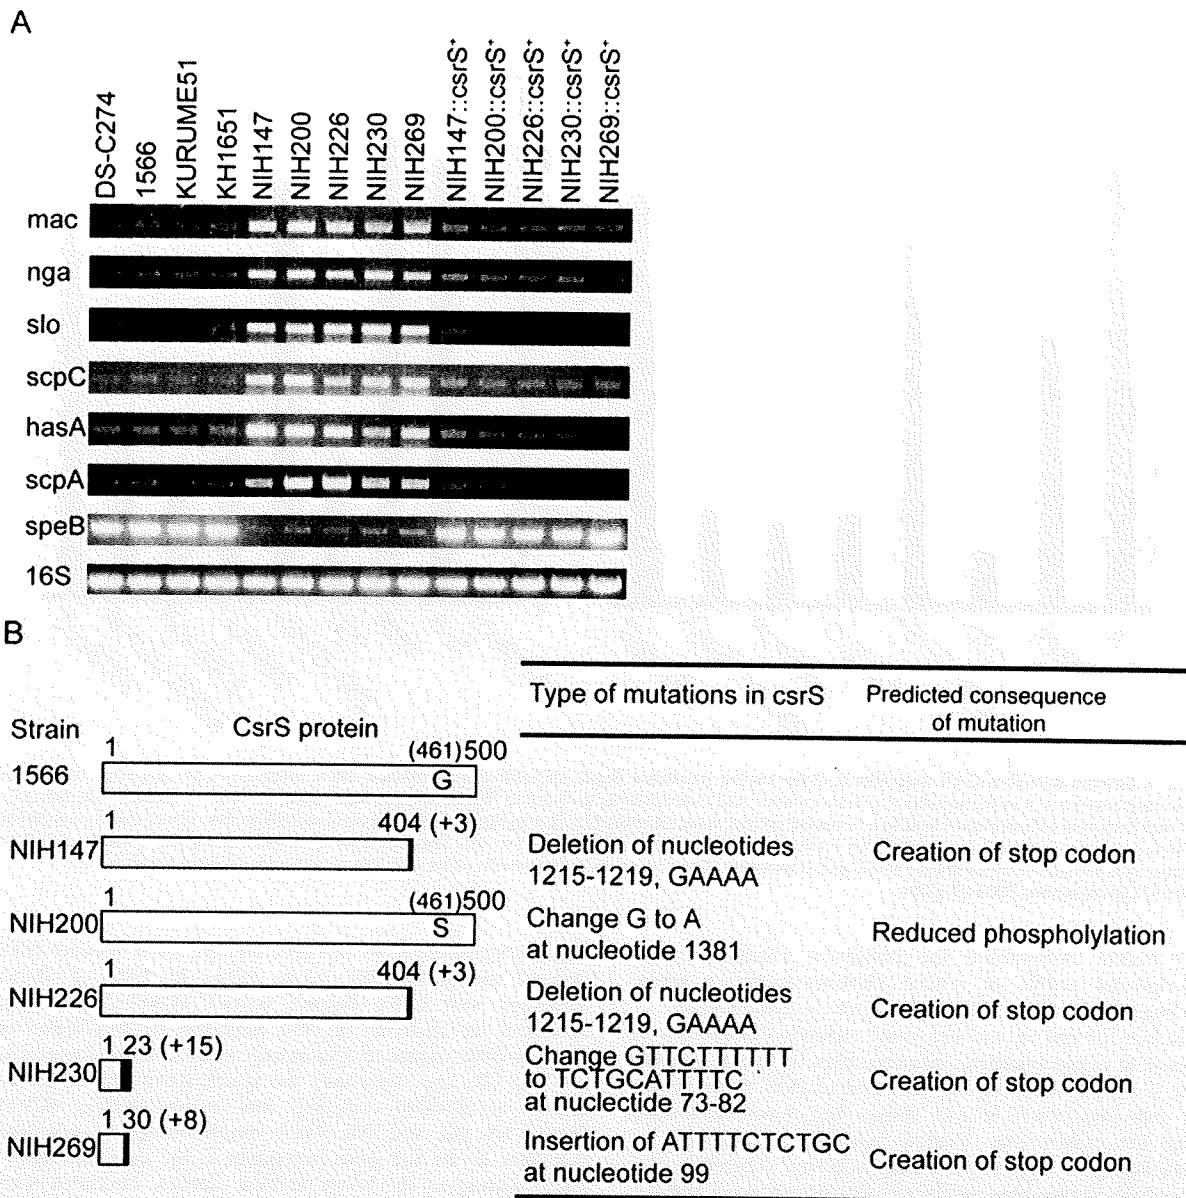 A
DS-C274
1566
KURUME51
KH1651
NIH147
NIH200
NIH226
NIH230
NIH269
NIH147::csrS+
NIH200::csrS+
NIH226::csrS+
NIH230::csrS+
NIH269::csrS+
mac
nga
slo
scpC
hasA
scpA
speB
16S
B
Type of mutations in csrS
Predicted consequence
of mutation
Strain
CsrS protein
1
(461)500
1566
G
1
404 (+3)
NIH147
Deletion of nucleotides
1215-1219, GAAAA
Creation of stop codon
1
(461)500
NIH200
S
Change G to A
at nucleotide 1381
Reduced phospholylation
1
404 (+3)
NIH226
Deletion of nucleotides
1215-1219, GAAAA
Creation of stop codon
1 23 (+15)
NIH230
Change GTTCTTTTTT
to TCTGCATTTTC
at nuclectide 73-82
Creation of stop codon
1 30 (+8)
NIH269
Insertion of ATTTTCTCTGC
at nucleotide 99
Creation of stop codon